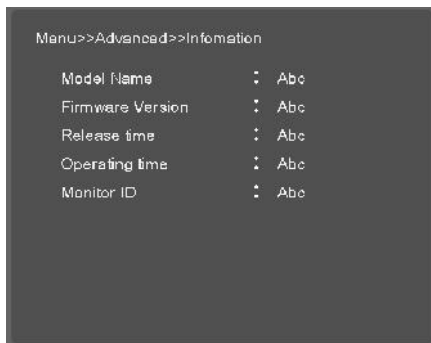 Menu>>Advanced>>Infomation
Model Name : Abc
Firmware Version : Abc
Release time : Abc
Operating time : Abc
Monitor ID : Abc